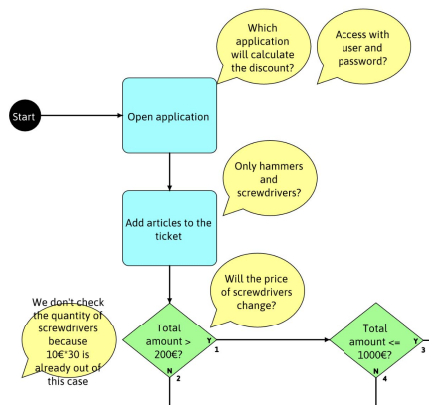 Which
application
will calculate
the discount?
Access with
user and
password?
Start
Open application
Only hammers
and
screwdrivers?
Add articles to the
ticket
Will the price
of screwdrivers
change?
We don't check
the quantity of
screwdrivers
because
10€*30 is
already out of
this case
Total
amount >
200€?
Y
1
N
2
Total
amount <=
1000€?
Y
3
N
4